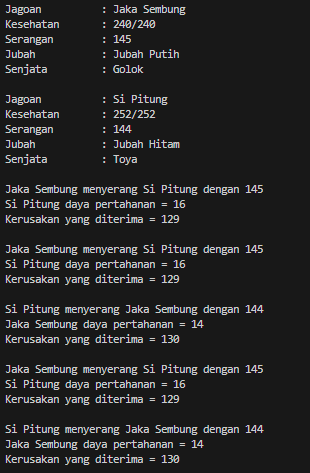 Jagoan : Jaka Sembung
Kesehatan : 240/240
Serangan : 145
Jubah : Jubah Putih
Senjata : Golok

Jagoan : Si Pitung
Kesehatan : 252/252
Serangan : 144
Jubah : Jubah Hitam
Senjata : Toya

Jaka Sembung menyerang Si Pitung dengan 145
Si Pitung daya pertahanan = 16
Kerusakan yang diterima = 129

Jaka Sembung menyerang Si Pitung dengan 145
Si Pitung daya pertahanan = 16
Kerusakan yang diterima = 129

Si Pitung menyerang Jaka Sembung dengan 144
Jaka Sembung daya pertahanan = 14
Kerusakan yang diterima = 130

Jaka Sembung menyerang Si Pitung dengan 145
Si Pitung daya pertahanan = 16
Kerusakan yang diterima = 129

Si Pitung menyerang Jaka Sembung dengan 144
Jaka Sembung daya pertahanan = 14
Kerusakan yang diterima = 130